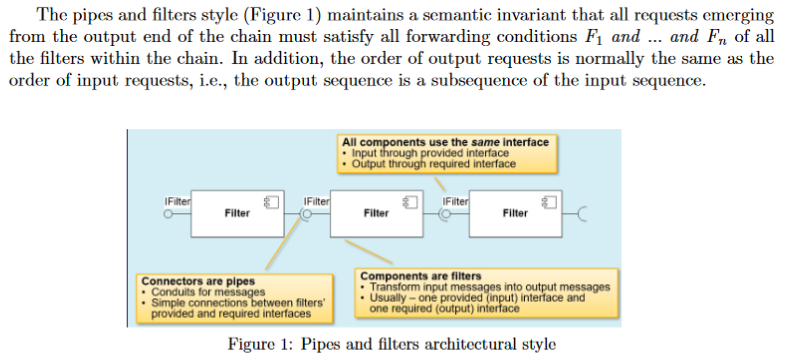 The pipes and filters style (Figure 1) maintains a semantic invariant that all requests emerging
from the output end of the chain must satisfy all forwarding conditions F₁ and ... and Fₙ of all
the filters within the chain. In addition, the order of output requests is normally the same as the
order of input requests, i.e., the output sequence is a subsequence of the input sequence.
All components use the same interface
• Input through provided interface
• Output through required interface
IFilter
Filter
IFilter
Filter
IFilter
Filter
Connectors are pipes
• Conduits for messages
• Simple connections between filters'
provided and required interfaces
Components are filters
• Transform input messages into output messages
• Usually – one provided (input) interface and
one required (output) interface
Figure 1: Pipes and filters architectural style